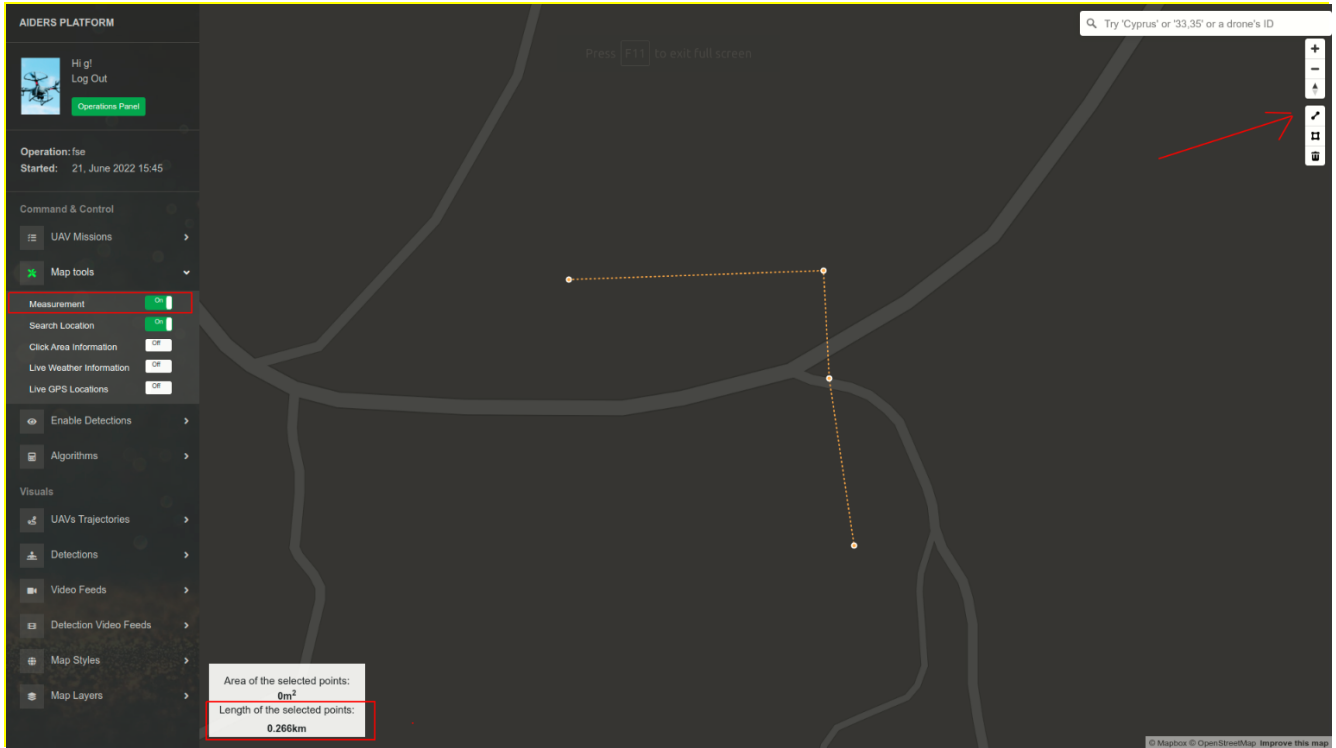 AIDERS PLATFORM
Hi g!
Log Out
Operations Panel
Operation: fse
Started: 21, June 2022 15:45
Command & Control
UAV Missions
Map tools
Measurement On
Search Location On
Click Area Information Off
Live Weather Information Off
Live GPS Locations Off
Enable Detections
Algorithms
Visuals
UAVs Trajectories
Detections
Video Feeds
Detection Video Feeds
Map Styles
Map Layers
Press F11 to exit full screen
Try 'Cyprus' or '33,35' or a drone's ID
Area of the selected points:
0m²
Length of the selected points:
0.266km
© Mapbox © OpenStreetMap Improve this map